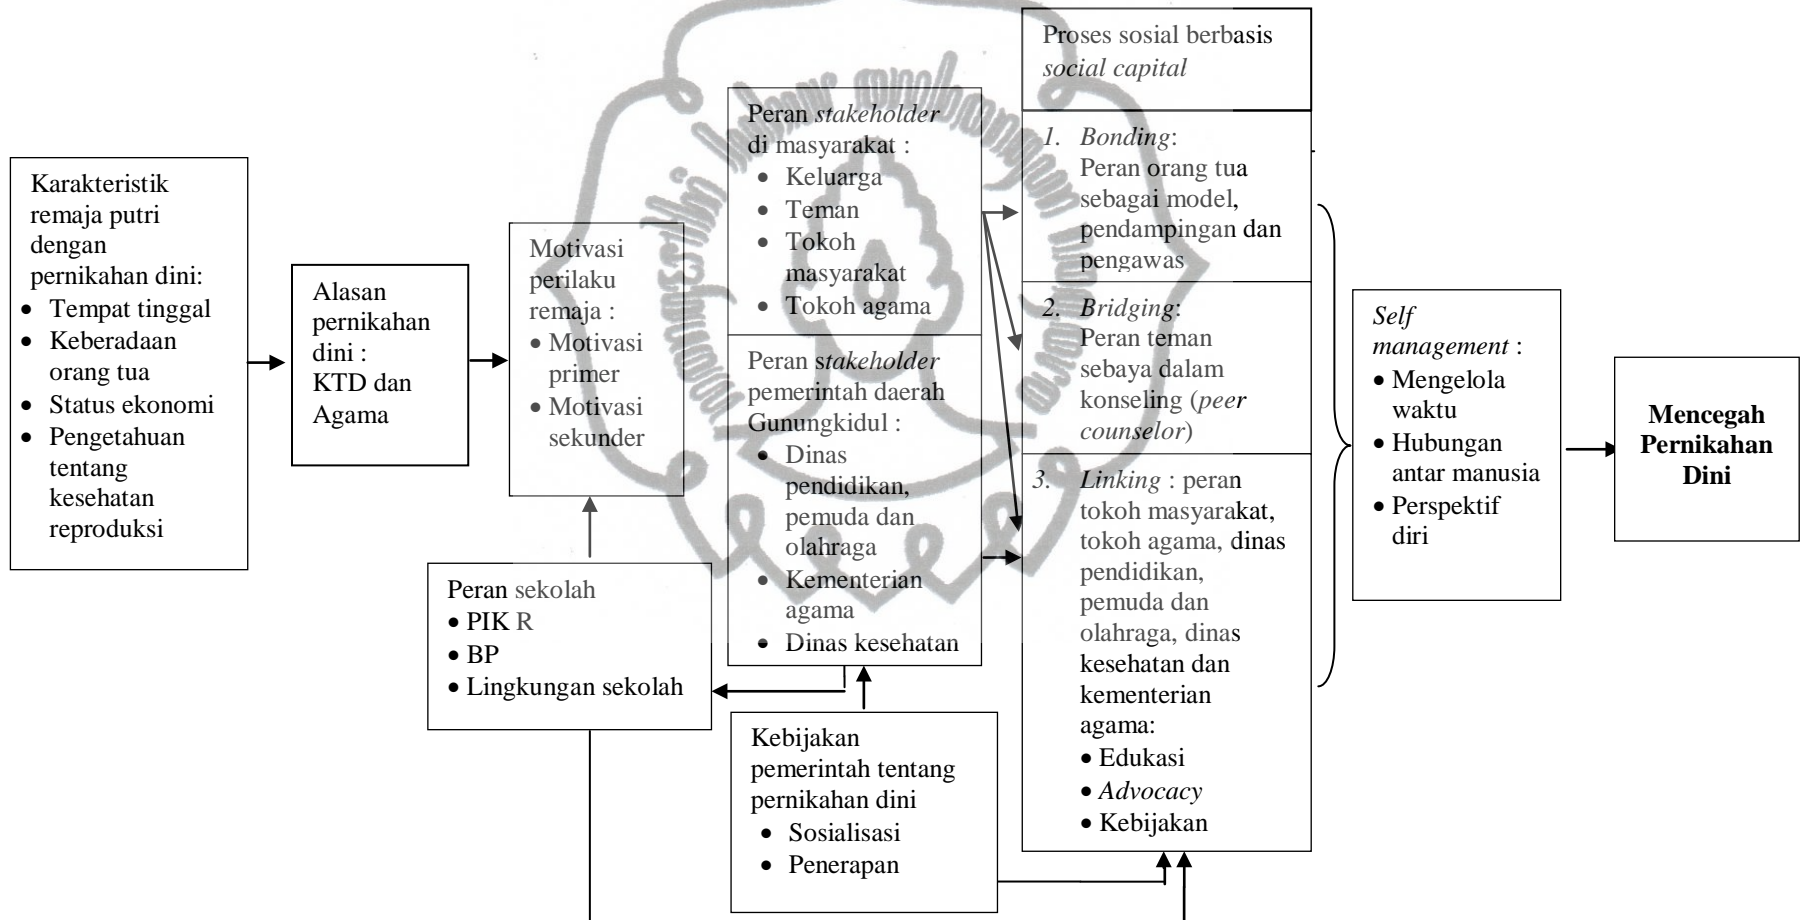 Karakteristik
remaja putri
dengan
pernikahan dini:
• Tempat tinggal
• Keberadaan
orang tua
• Status ekonomi
• Pengetahuan
tentang
kesehatan
reproduksi
Alasan
pernikahan
dini :
KTD dan
Agama
Motivasi
perilaku
remaja :
• Motivasi
primer
• Motivasi
sekunder
Peran sekolah
• PIK R
• BP
• Lingkungan sekolah
Peran stakeholder
di masyarakat :
• Keluarga
• Teman
• Tokoh
masyarakat
• Tokoh agama
Peran stakeholder
pemerintah daerah
Gunungkidul :
• Dinas
pendidikan,
pemuda dan
olahraga
• Kementerian
agama
• Dinas kesehatan
Kebijakan
pemerintah tentang
pernikahan dini
• Sosialisasi
• Penerapan
Proses sosial berbasis
social capital
1. Bonding:
Peran orang tua
sebagai model,
pendampingan dan
pengawas
2. Bridging:
Peran teman
sebaya dalam
konseling (peer
counselor)
3. Linking : peran
tokoh masyarakat,
tokoh agama, dinas
pendidikan,
pemuda dan
olahraga, dinas
kesehatan dan
kementerian
agama:
• Edukasi
• Advocacy
• Kebijakan
Self
management :
• Mengelola
waktu
• Hubungan
antar manusia
• Perspektif
diri
Mencegah
Pernikahan
Dini